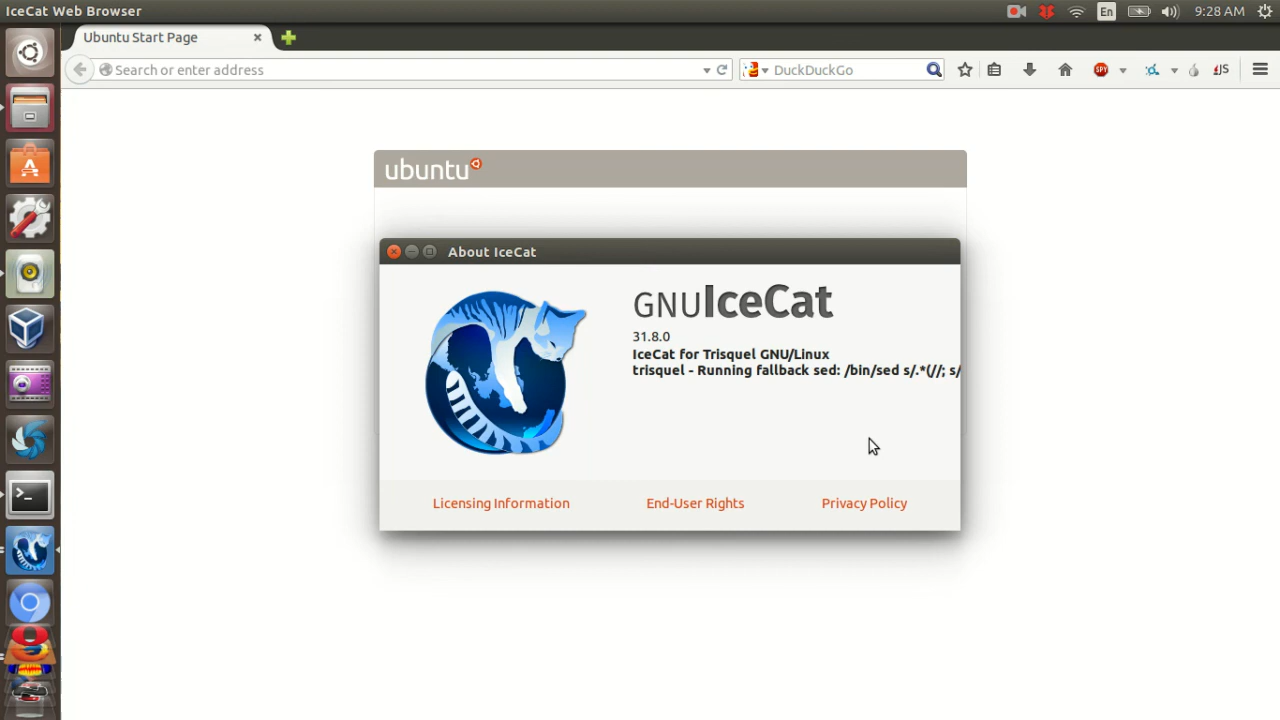 IceCat Web Browser
En
9:28 AM
Ubuntu Start Page
Search or enter address
DuckDuckGo
SPY
JS
ubuntu
About IceCat
GNUIceCat
31.8.0
IceCat for Trisquel GNU/Linux
trisquel - Running fallback sed: /bin/sed s/.*(//; s/
Licensing Information
End-User Rights
Privacy Policy